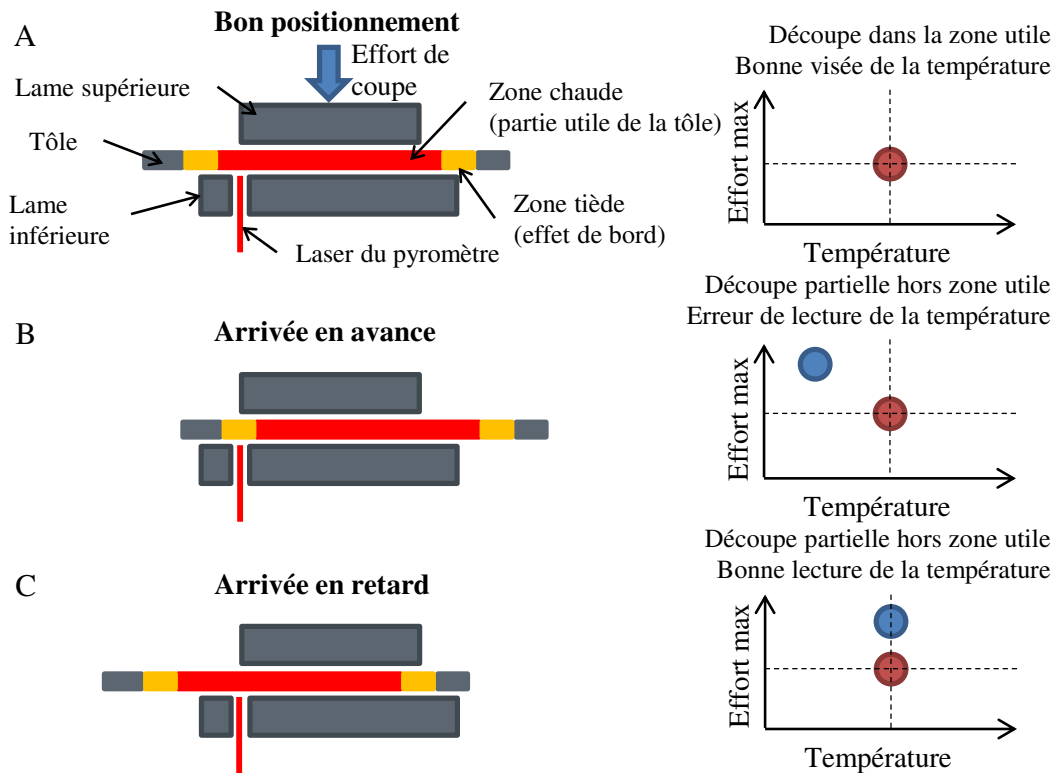 A
Bon positionnement
Effort de
coupe
Lame supérieure
Zone chaude
(partie utile de la tôle)
Tôle
Lame
inférieure
Zone tiède
(effet de bord)
Laser du pyromètre
Découpe dans la zone utile
Bonne visée de la température
Effort max
Température
B
Arrivée en avance
Découpe partielle hors zone utile
Erreur de lecture de la température
Effort max
Température
C
Arrivée en retard
Découpe partielle hors zone utile
Bonne lecture de la température
Effort max
Température